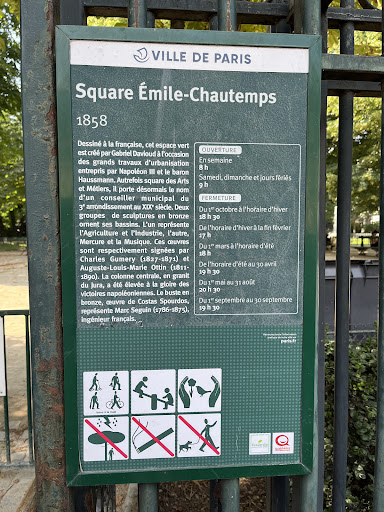 VILLE DE PARIS
Square Émile-Chautemps
1858
Dessiné à la française, cet espace vert
est créé par Gabriel Davioud à l'occasion
des grands travaux d'urbanisation
entrepris par Napoléon III et le baron
Haussmann. Autrefois square des Arts
et Métiers, il porte désormais le nom
d'un conseiller municipal du
3e arrondissement au XIXe siècle. Deux
groupes de sculptures en bronze
ornent ses bassins. L'un représente
l'Agriculture et l'Industrie, l'autre,
Mercure et la Musique. Ces œuvres
sont respectivement signées par
Charles Gumery (1827-1871) et
Auguste-Louis-Marie Ottin (1811-
1890). La colonne centrale, en granit
du Jura, a été élevée à la gloire des
victoires napoléoniennes. Le buste en
bronze, œuvre de Costas Spourdos,
représente Marc Seguin (1786-1875),
ingénieur français.
OUVERTURE
En semaine
8 h
Samedi, dimanche et jours fériés
9 h
FERMETURE
Du 1er octobre à l'horaire d'hiver
18 h 30
De l'horaire d'hiver à la fin février
17 h
Du 1er mars à l'horaire d'été
18 h
De l'horaire d'été au 30 avril
19 h 30
Du 1er mai au 31 août
20 h 30
Du 1er septembre au 30 septembre
19 h 30
paris.fr